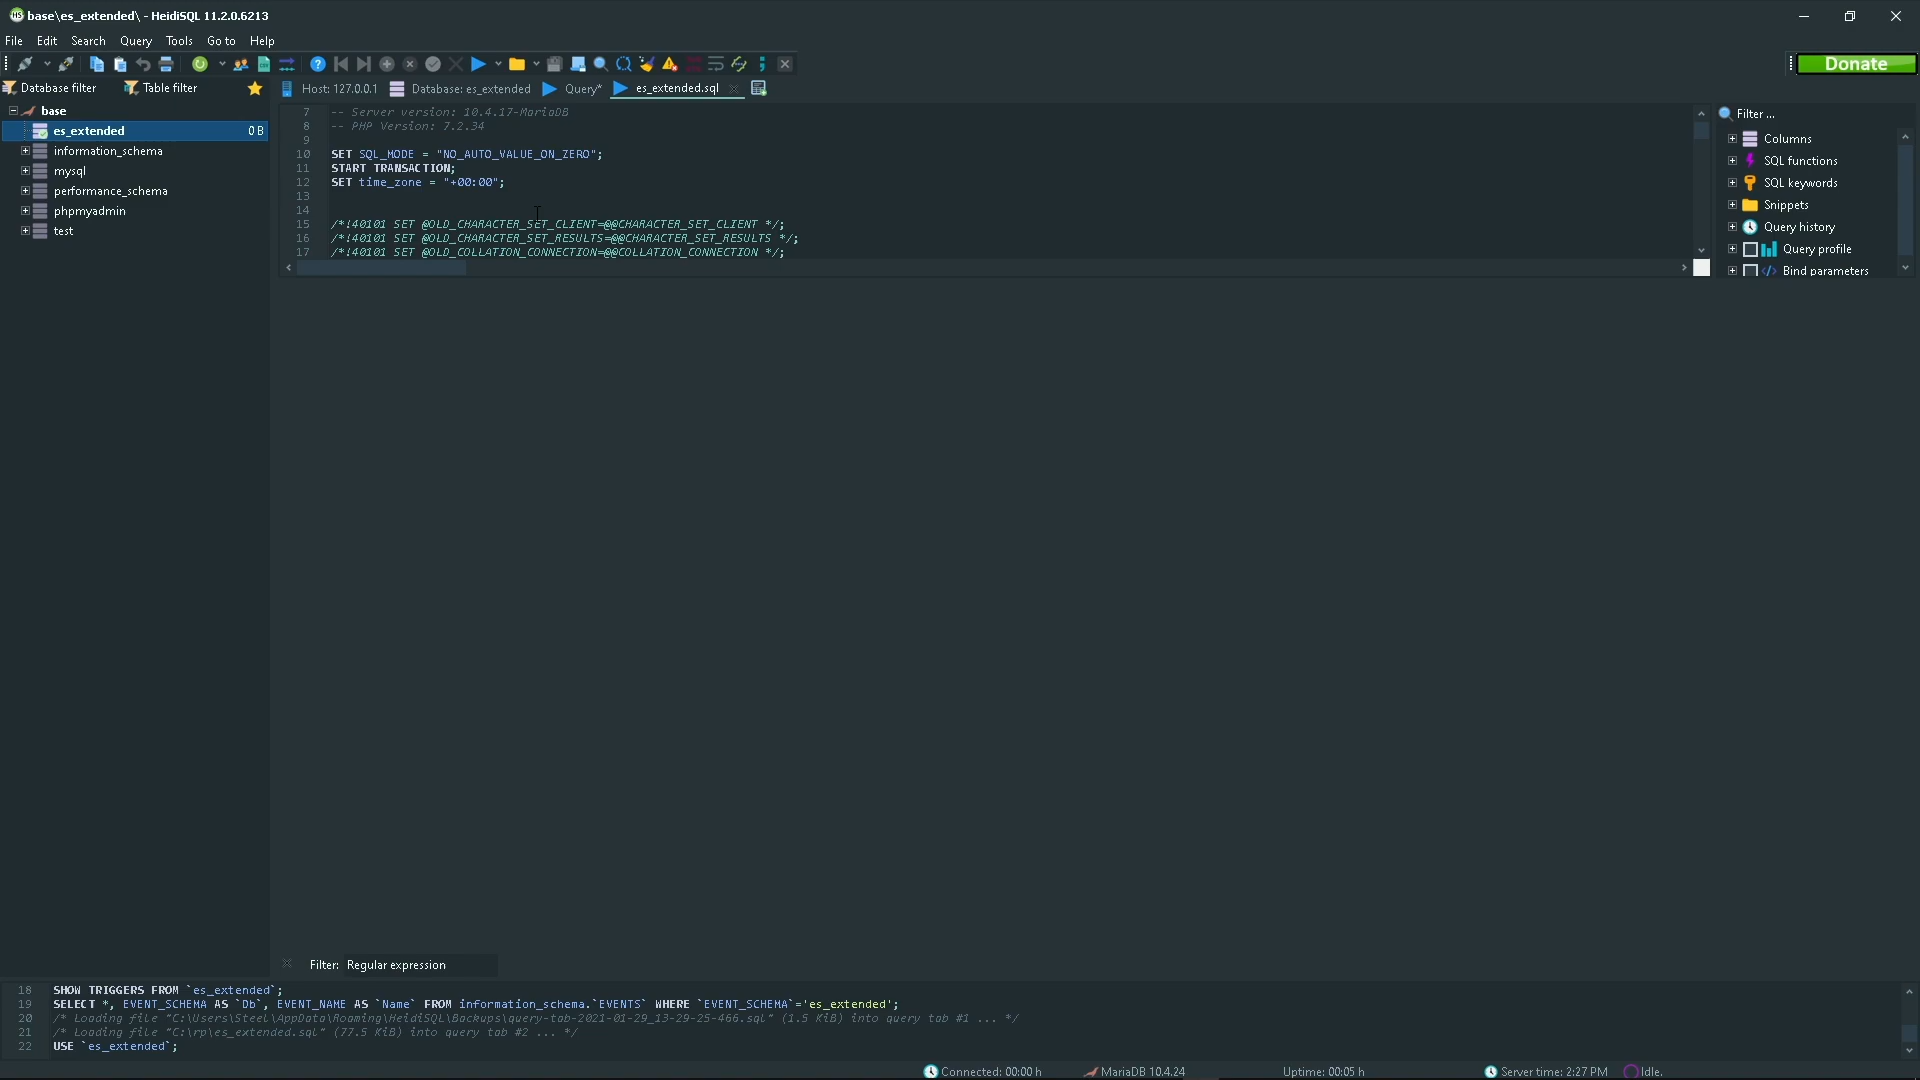 base\es_extended\ - HeidiSQL 11.2.0.6213
File Edit Search Query Tools Go to Help
Donate
Database filter Table filter Host: 127.0.0.1 Database: es_extended Query* es_extended.sql
base
es_extended 0 B
information_schema
mysql
performance_schema
phpmyadmin
test
7 -- Server version: 10.4.17-MariaDB
8 -- PHP Version: 7.2.34
9
10 SET SQL_MODE = "NO_AUTO_VALUE_ON_ZERO";
11 START TRANSACTION;
12 SET time_zone = "+00:00";
13
14
15 /*!40101 SET @OLD_CHARACTER_SET_CLIENT=@@CHARACTER_SET_CLIENT */;
16 /*!40101 SET @OLD_CHARACTER_SET_RESULTS=@@CHARACTER_SET_RESULTS */;
17 /*!40101 SET @OLD_COLLATION_CONNECTION=@@COLLATION_CONNECTION */;
Filter ...
Columns
SQL functions
SQL keywords
Snippets
Query history
Query profile
Bind parameters
Filter: Regular expression
18 SHOW TRIGGERS FROM `es_extended`;
19 SELECT *, EVENT_SCHEMA AS `Db`, EVENT_NAME AS `Name` FROM information_schema.`EVENTS` WHERE `EVENT_SCHEMA`='es_extended';
20 /* Loading file "C:\Users\Steel\AppData\Roaming\HeidiSQL\Backups\query-tab-2021-01-29_13-29-25-466.sql" (1.5 KiB) into query tab #1 ... */
21 /* Loading file "C:\rp\es_extended.sql" (77.5 KiB) into query tab #2 ... */
22 USE `es_extended`;
Connected: 00:00 h MariaDB 10.4.24 Uptime: 00:05 h Server time: 2:27 PM Idle.